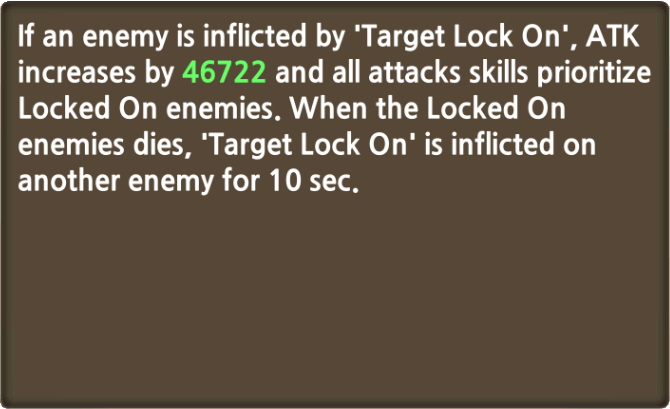 If an enemy is inflicted by 'Target Lock On', ATK
increases by 46722 and all attacks skills prioritize
Locked On enemies. When the Locked On
enemies dies, 'Target Lock On' is inflicted on
another enemy for 10 sec.